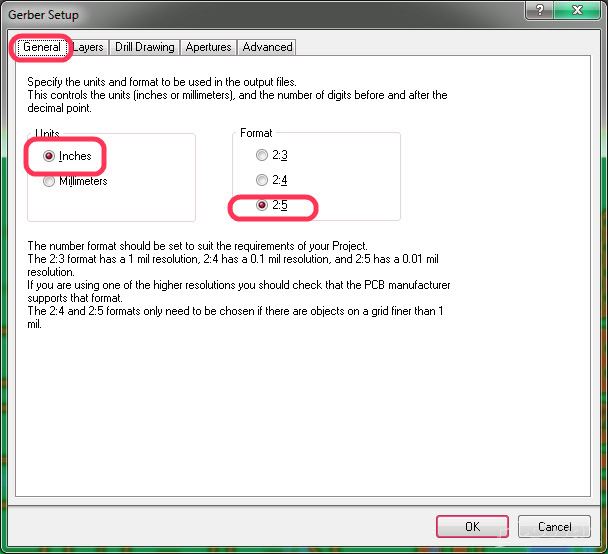 Gerber Setup
?
General Layers Drill Drawing Apertures Advanced
Specify the units and format to be used in the output files.
This controls the units (inches or millimeters), and the number of digits before and after the
decimal point.
Units
Format
Inches
2:3
Millimeters
2:4
2:5
The number format should be set to suit the requirements of your Project.
The 2:3 format has a 1 mil resolution, 2:4 has a 0.1 mil resolution, and 2:5 has a 0.01 mil
resolution.
If you are using one of the higher resolutions you should check that the PCB manufacturer
supports that format.
The 2:4 and 2:5 formats only need to be chosen if there are objects on a grid finer than 1
mil.
OK
Cancel